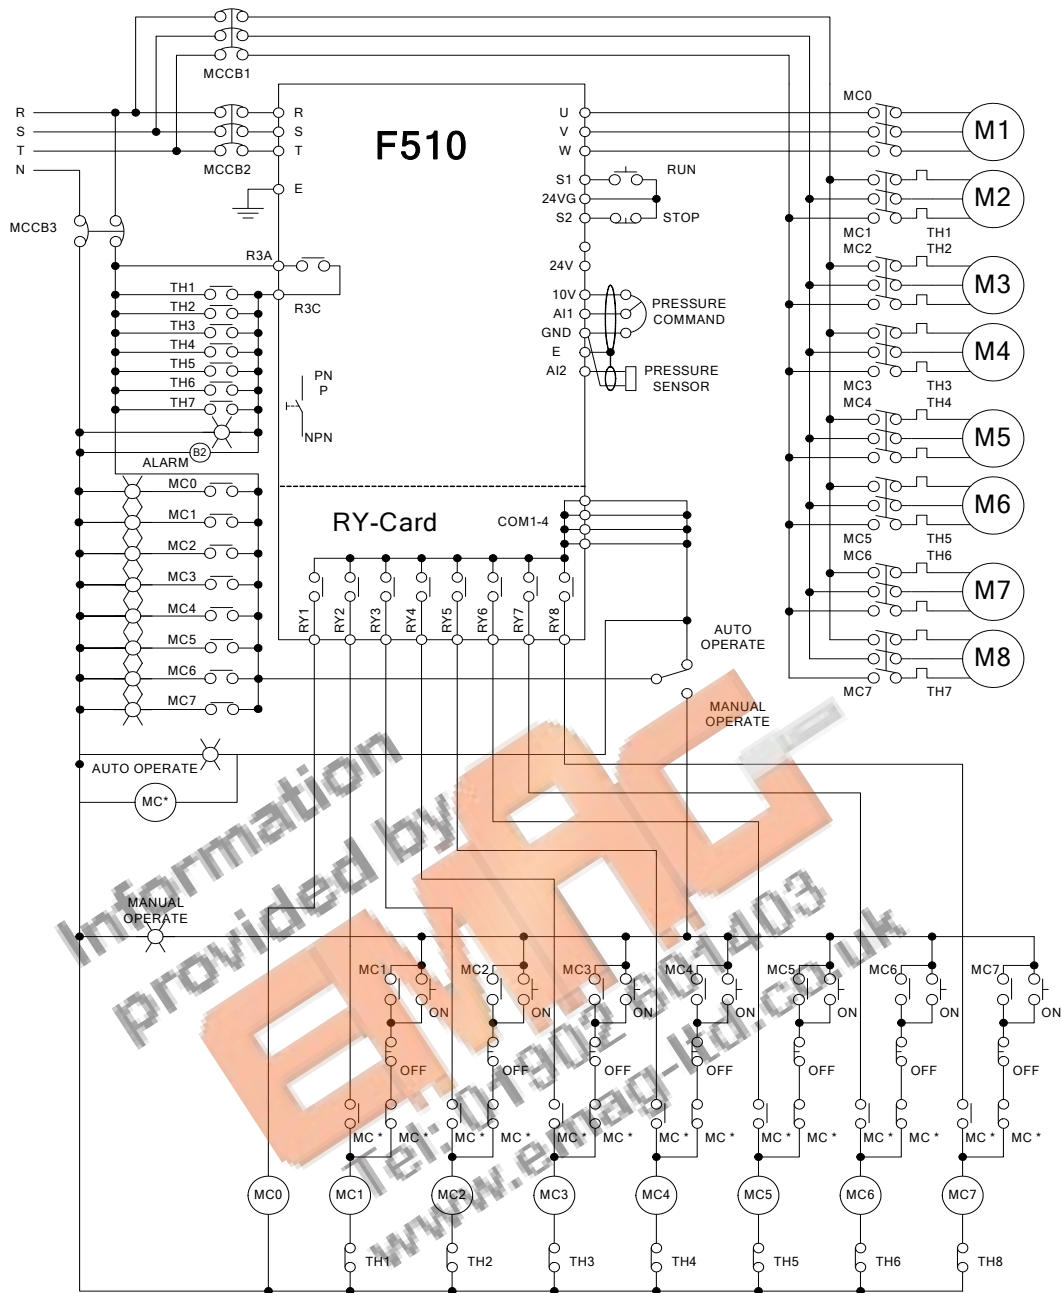 MCCB1
R
S
T
N
MCCB2
MCCB3
F510
R
S
T
E
R3A
R3C
U
V
W
S1
24VG
S2
24V
10V
AI1
GND
E
AI2
RUN
STOP
PRESSURE
COMMAND
PRESSURE
SENSOR
PN
P
NPN
TH1
TH2
TH3
TH4
TH5
TH6
TH7
B2
ALARM
MC0
MC1
MC2
MC3
MC4
MC5
MC6
MC7
RY-Card
COM1-4
RY1
RY2
RY3
RY4
RY5
RY6
RY7
RY8
MC0
M1
M2
MC1
TH1
MC2
TH2
M3
M4
MC3
TH3
MC4
TH4
M5
M6
MC5
TH5
MC6
TH6
M7
M8
MC7
TH7
AUTO
OPERATE
MANUAL
OPERATE
AUTO OPERATE
MC*
MANUAL
OPERATE
MC1
MC2
MC3
MC4
MC5
MC6
MC7
ON
ON
ON
ON
ON
ON
ON
OFF
OFF
OFF
OFF
OFF
OFF
OFF
MC *
MC *
MC *
MC *
MC *
MC *
MC *
MC *
MC *
MC *
MC *
MC *
MC *
MC *
MC0
MC1
MC2
MC3
MC4
MC5
MC6
MC7
TH1
TH2
TH3
TH4
TH5
TH6
TH8
Information
provided by
EMAG
Tel: 01902 601403
www.emag-ltd.co.uk